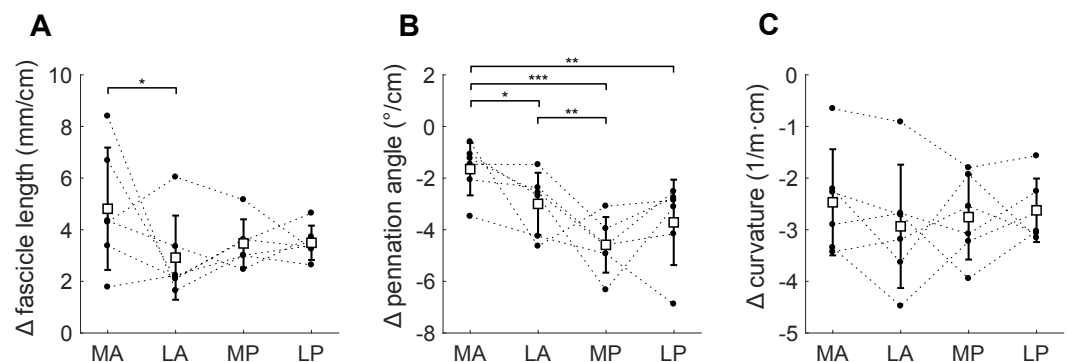 A
B
C
Δ fascicle length (mm/cm)
10
8
6
4
2
0
*
MA LA MP LP
Δ pennation angle (°/cm)
2
0
-2
-4
-6
-8
**
***
*
**
MA LA MP LP
Δ curvature (1/m·cm)
0
-1
-2
-3
-4
-5
MA LA MP LP